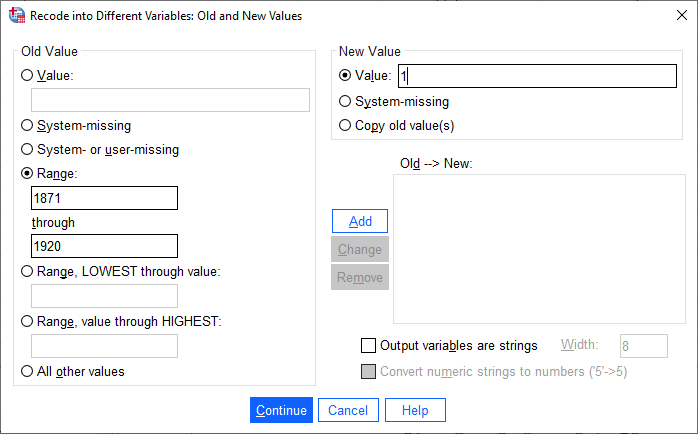 Recode into Different Variables: Old and New Values
Old Value
Value:
System-missing
System- or user-missing
Range:
1871
through
1920
Range, LOWEST through value:
Range, value through HIGHEST:
All other values
New Value
Value: 1
System-missing
Copy old value(s)
Old --> New:
Add
Change
Remove
Output variables are strings Width: 8
Convert numeric strings to numbers ('5'->5)
Continue Cancel Help